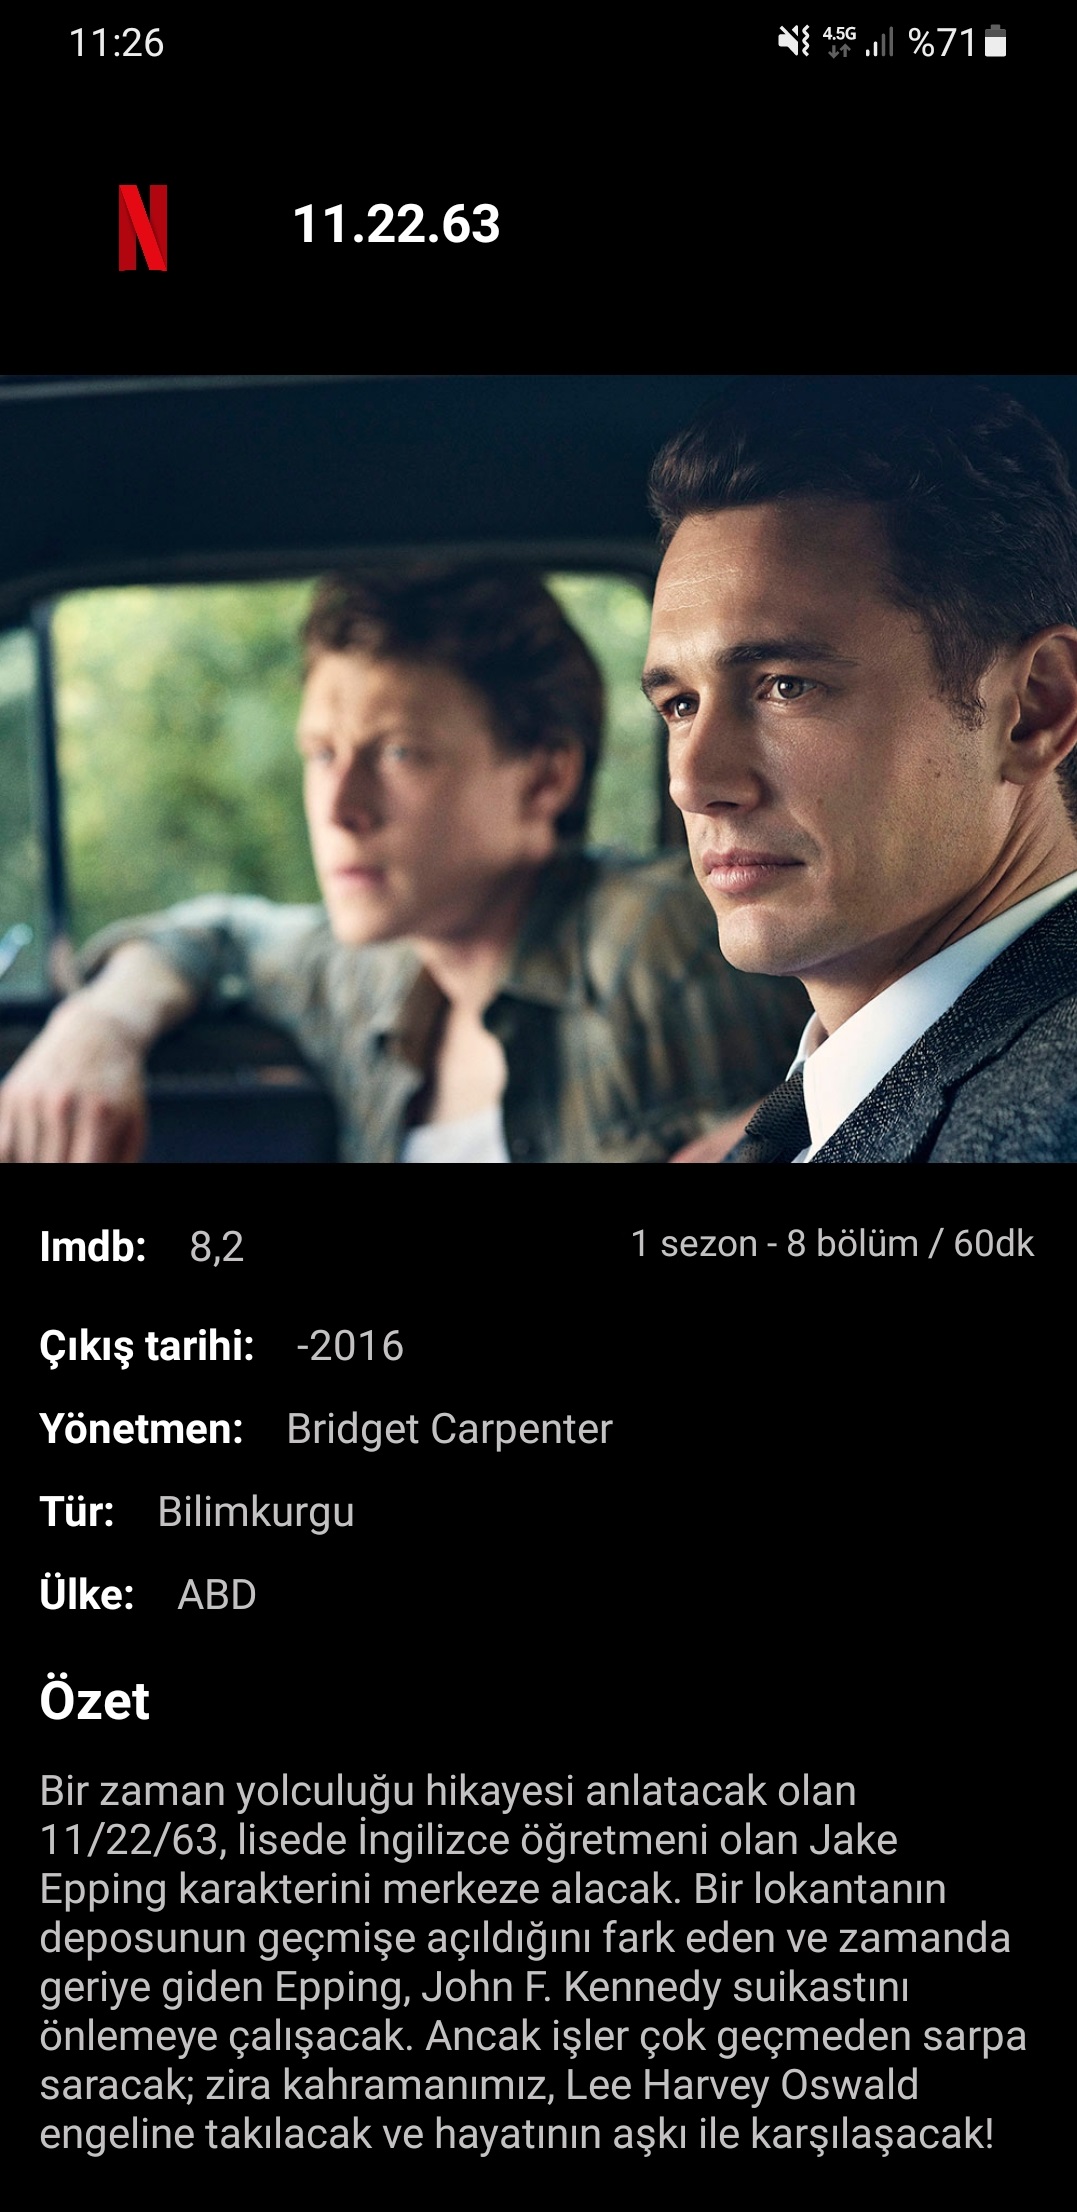 11:26
4.5G
%71
N
11.22.63
Imdb: 8,2
1 sezon - 8 bölüm / 60dk
Çıkış tarihi: -2016
Yönetmen: Bridget Carpenter
Tür: Bilimkurgu
Ülke: ABD
Özet
Bir zaman yolculuğu hikayesi anlatacak olan
11/22/63, lisede İngilizce öğretmeni olan Jake
Epping karakterini merkeze alacak. Bir lokantanın
deposunun geçmişe açıldığını fark eden ve zamanda
geriye giden Epping, John F. Kennedy suikastını
önlemeye çalışacak. Ancak işler çok geçmeden sarpa
saracak; zira kahramanımız, Lee Harvey Oswald
engeline takılacak ve hayatının aşkı ile karşılaşacak!